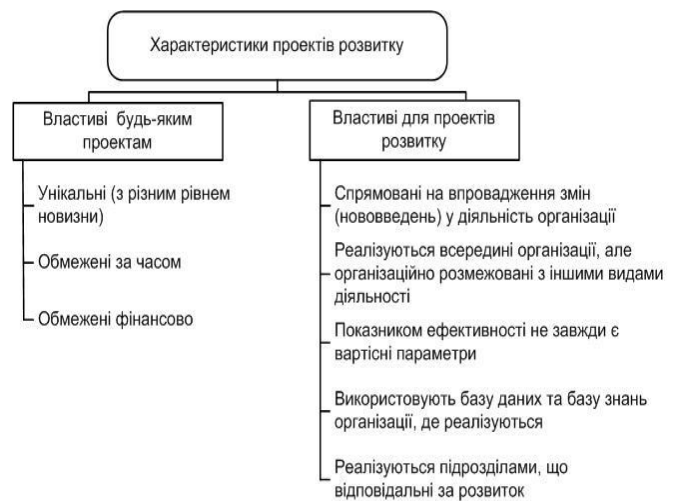 Характеристики проектів розвитку
Властиві будь-яким
проектам
Унікальні (з різним рівнем
новизни)
Обмежені за часом
Обмежені фінансово
Властиві для проектів
розвитку
Спрямовані на впровадження змін
(нововведень) у діяльність організації
Реалізуються всередині організації, але
організаційно розмежовані з іншими видами
діяльності
Показником ефективності не завжди є
вартісні параметри
Використовують базу даних та базу знань
організації, де реалізуються
Реалізуються підрозділами, що
відповідальні за розвиток